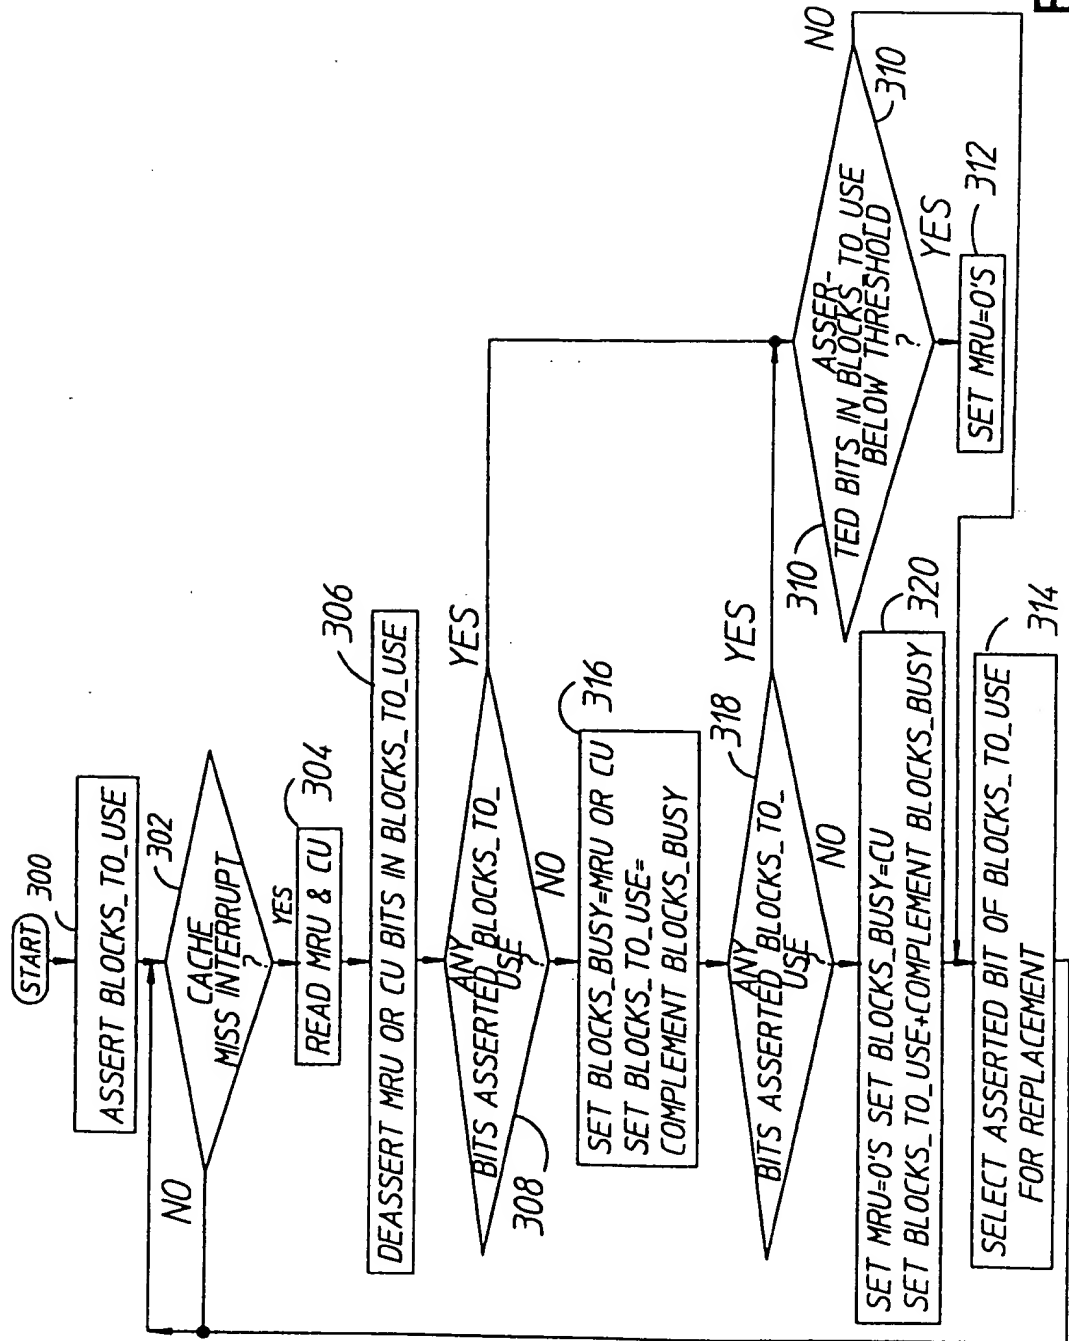 START
300
ASSERT BLOCKS_TO_USE
302
CACHE
MISS INTERRUPT
?
NO
YES
304
READ MRU & CU
306
DEASSERT MRU OR CU BITS IN BLOCKS_TO_USE
ANY
BITS ASSERTED BLOCKS_TO_
USE
?
308
YES
NO
316
SET BLOCKS_BUSY=MRU OR CU
SET BLOCKS_TO_USE=
COMPLEMENT BLOCKS_BUSY
318
ANY
BITS ASSERTED BLOCKS_TO_
USE
?
YES
NO
310
ASSER-
TED BITS IN BLOCKS_TO_USE
BELOW THRESHOLD
?
310
NO
YES
312
SET MRU=0'S
320
SET MRU=0'S SET BLOCKS_BUSY=CU
SET BLOCKS_TO_USE+COMPLEMENT BLOCKS_BUSY
314
SELECT ASSERTED BIT OF BLOCKS_TO_USE
FOR REPLACEMENT